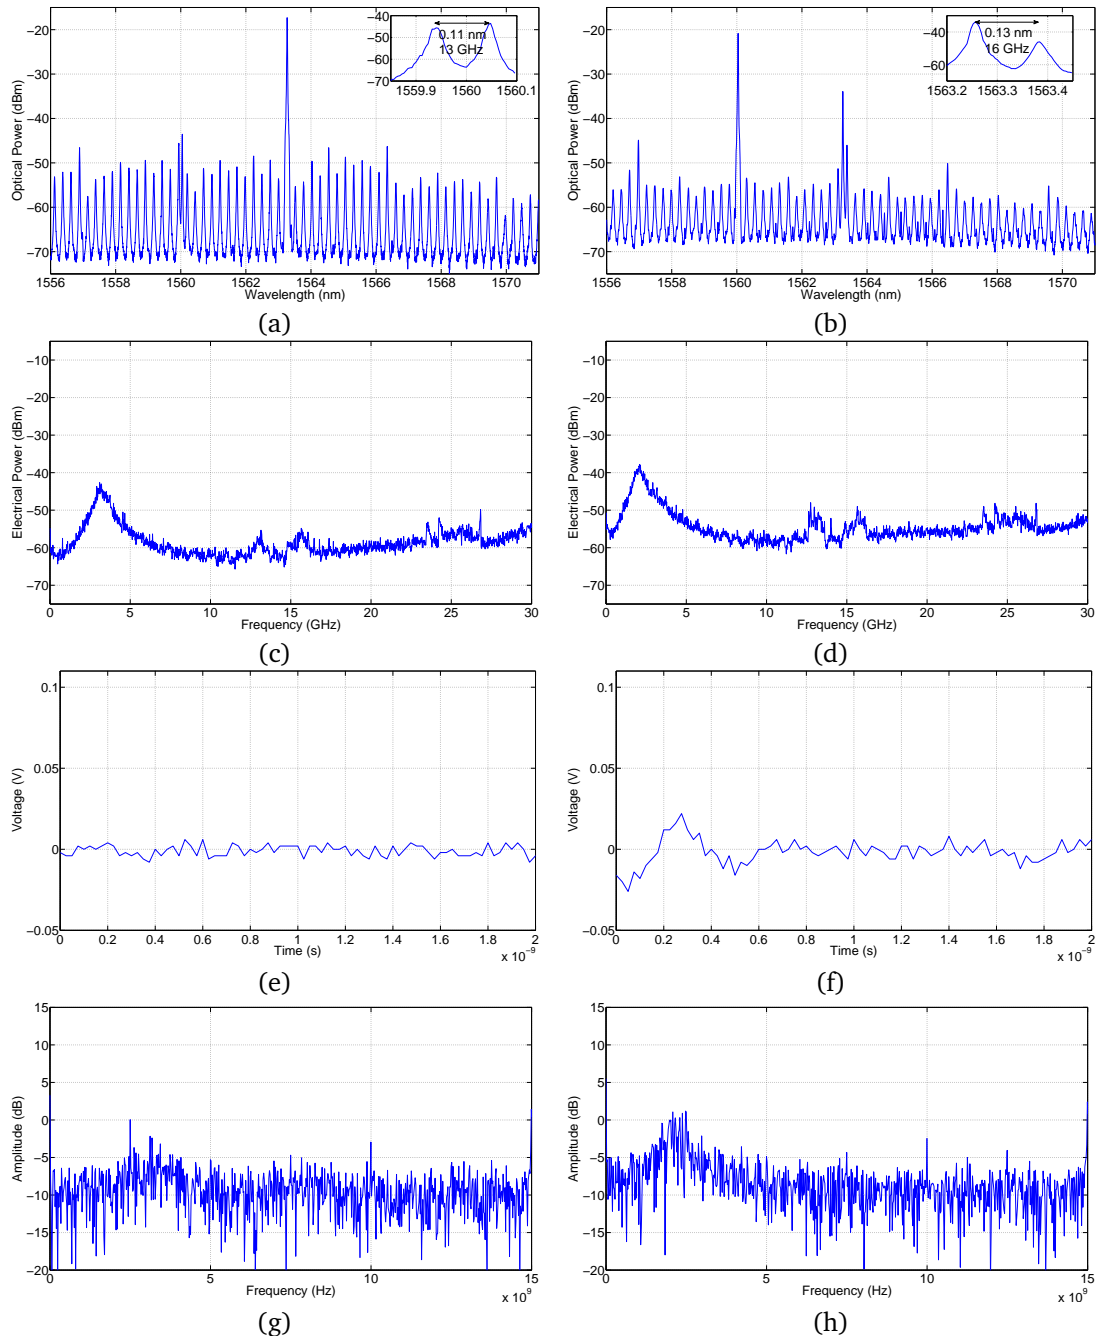 −20
−30
−40
−50
−60
−70
Optical Power (dBm)
−40
−50
−60
−70
0.11 nm
13 GHz
1559.9 1560 1560.1
1556 1558 1560 1562 1564 1566 1568 1570
Wavelength (nm)
(a)
−20
−30
−40
−50
−60
−70
Optical Power (dBm)
−40
−60
0.13 nm
16 GHz
1563.2 1563.3 1563.4
1556 1558 1560 1562 1564 1566 1568 1570
Wavelength (nm)
(b)
−10
−20
−30
−40
−50
−60
−70
Electrical Power (dBm)
0 5 10 15 20 25 30
Frequency (GHz)
(c)
−10
−20
−30
−40
−50
−60
−70
Electrical Power (dBm)
0 5 10 15 20 25 30
Frequency (GHz)
(d)
0.1
0.05
0
−0.05
Voltage (V)
0 0.2 0.4 0.6 0.8 1 1.2 1.4 1.6 1.8 2
Time (s)
x 10⁻⁹
(e)
0.1
0.05
0
−0.05
Voltage (V)
0 0.2 0.4 0.6 0.8 1.0 1.2 1.4 1.6 1.8 2
Time (s)
x 10⁻⁹
(f)
15
10
5
0
−5
−10
−15
−20
Amplitude (dB)
0 5 10 15
Frequency (Hz)
x 10⁹
(g)
15
10
5
0
−5
−10
−15
−20
Amplitude (dB)
0 5 10 15
Frequency (Hz)
x 10⁹
(h)